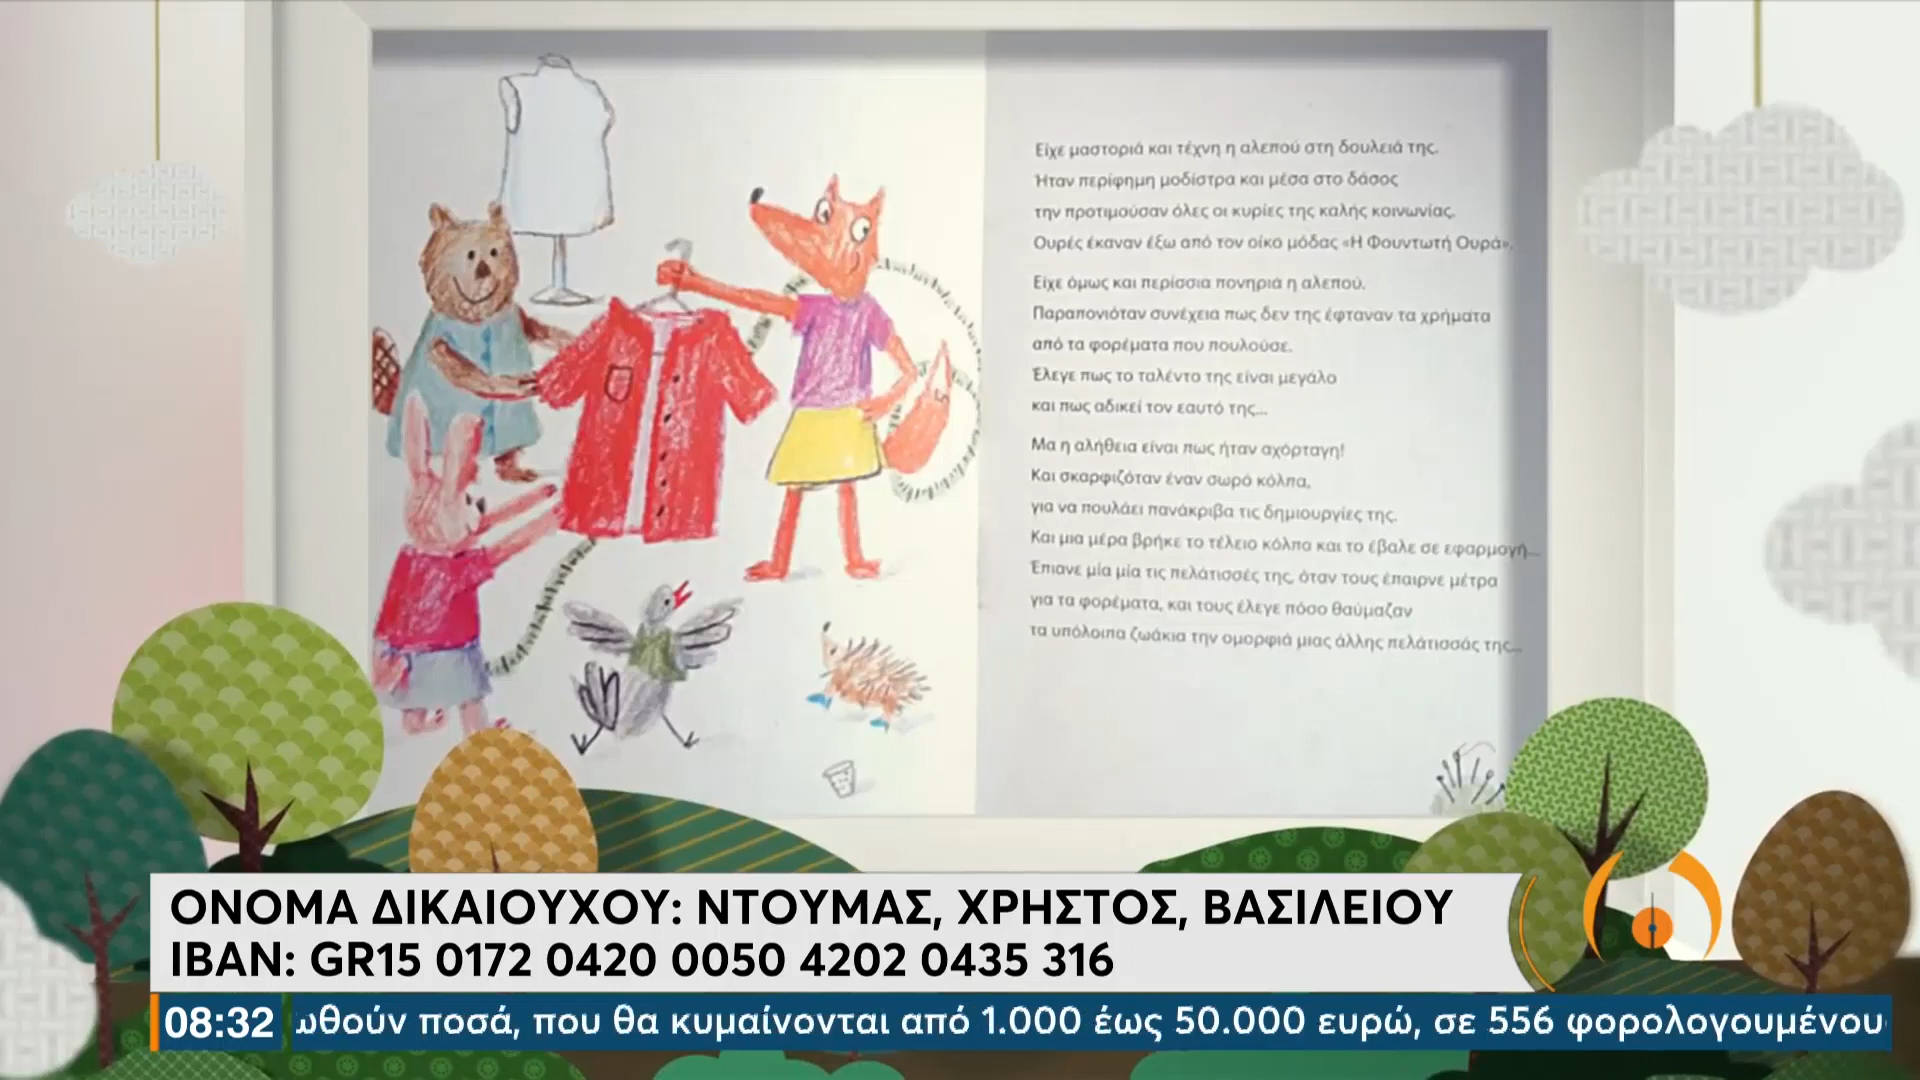 Είχε μαστοριά και τέχνη η αλεπού στη δουλειά της.
Ήταν περίφημη μοδίστρα και μέσα στο δάσος
την προτιμούσαν όλες οι κυρίες της καλής κοινωνίας.
Ουρές έκαναν έξω από τον οίκο μόδας «Η Φουντωτή Ουρά».
Είχε όμως και περίσσια πονηριά η αλεπού.
Παραπονιόταν συνέχεια πως δεν της έφταναν τα χρήματα
από τα φορέματα που πουλούσε.
Έλεγε πως το ταλέντο της είναι μεγάλο
και πως αδικεί τον εαυτό της...
Μα η αλήθεια είναι πως ήταν αχόρταγη!
Και σκαρφιζόταν έναν σωρό κόλπα,
για να πουλάει πανάκριβα τις δημιουργίες της.
Και μια μέρα βρήκε το τέλειο κόλπο και το έβαλε σε εφαρμογή...
Έπιανε μία μία τις πελάτισσές της, όταν τους έπαιρνε μέτρα
για τα φορέματα, και τους έλεγε πόσο θαύμαζαν
τα υπόλοιπα ζωάκια την ομορφιά μιας άλλης πελάτισσάς της...
ΟΝΟΜΑ ΔΙΚΑΙΟΥΧΟΥ: ΝΤΟΥΜΑΣ, ΧΡΗΣΤΟΣ, ΒΑΣΙΛΕΙΟΥ
IBAN: GR15 0172 0420 0050 4202 0435 316
08:32 ωθούν ποσά, που θα κυμαίνονται από 1.000 έως 50.000 ευρώ, σε 556 φορολογουμένου